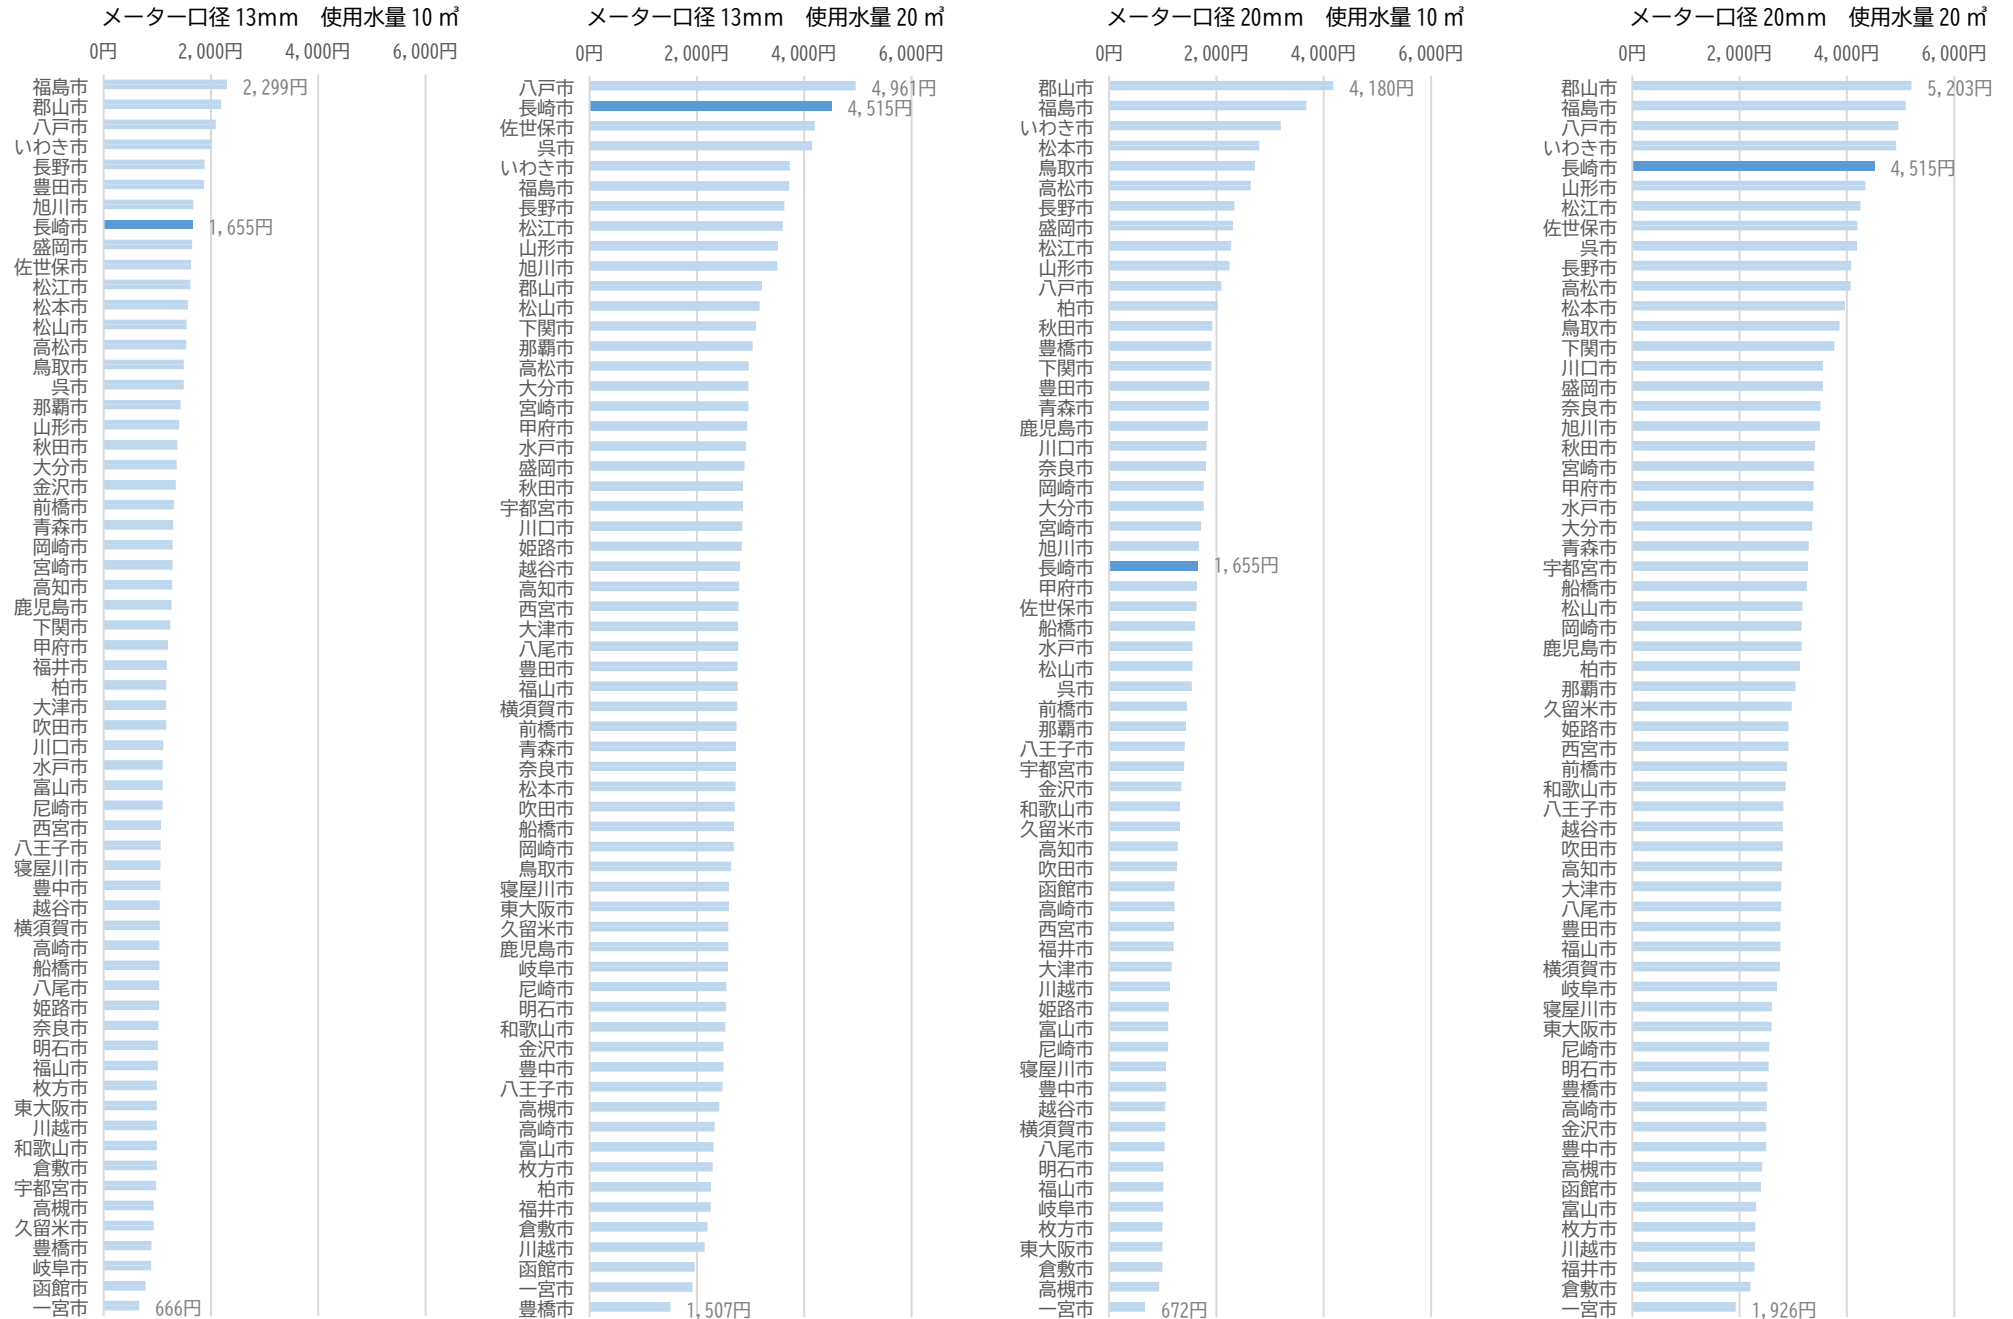 メーター口径 13mm　使用水量 10 ㎥
0円 2,000円 4,000円 6,000円
福島市 2,299円
郡山市
八戸市
いわき市
長野市
豊田市
旭川市
長崎市 1,655円
盛岡市
佐世保市
松江市
松本市
松山市
高松市
鳥取市
呉市
那覇市
山形市
秋田市
大分市
金沢市
前橋市
青森市
岡崎市
宮崎市
高知市
鹿児島市
下関市
甲府市
福井市
柏市
大津市
吹田市
川口市
水戸市
富山市
尼崎市
西宮市
八王子市
寝屋川市
豊中市
越谷市
横須賀市
高崎市
船橋市
八尾市
姫路市
奈良市
明石市
福山市
枚方市
東大阪市
川越市
和歌山市
倉敷市
宇都宮市
高槻市
久留米市
豊橋市
岐阜市
函館市
一宮市 666円
メーター口径 13mm　使用水量 20 ㎥
0円 2,000円 4,000円 6,000円
八戸市 4,961円
長崎市 4,515円
佐世保市
呉市
いわき市
福島市
長野市
松江市
山形市
旭川市
郡山市
松山市
下関市
那覇市
高松市
大分市
宮崎市
甲府市
水戸市
盛岡市
秋田市
宇都宮市
川口市
姫路市
越谷市
高知市
西宮市
大津市
八尾市
豊田市
福山市
横須賀市
前橋市
青森市
奈良市
松本市
吹田市
船橋市
岡崎市
鳥取市
寝屋川市
東大阪市
久留米市
鹿児島市
岐阜市
尼崎市
明石市
和歌山市
金沢市
豊中市
八王子市
高槻市
高崎市
富山市
枚方市
柏市
福井市
倉敷市
川越市
函館市
一宮市
豊橋市 1,507円
メーター口径 20mm　使用水量 10 ㎥
0円 2,000円 4,000円 6,000円
郡山市 4,180円
福島市
いわき市
松本市
鳥取市
高松市
長野市
盛岡市
松江市
山形市
八戸市
柏市
秋田市
豊橋市
下関市
豊田市
青森市
鹿児島市
川口市
奈良市
岡崎市
大分市
宮崎市
旭川市
長崎市 1,655円
甲府市
佐世保市
船橋市
水戸市
松山市
呉市
前橋市
那覇市
八王子市
宇都宮市
金沢市
和歌山市
久留米市
高知市
吹田市
函館市
高崎市
西宮市
福井市
大津市
川越市
姫路市
富山市
尼崎市
寝屋川市
豊中市
越谷市
横須賀市
八尾市
明石市
福山市
岐阜市
枚方市
東大阪市
倉敷市
高槻市
一宮市 672円
メーター口径 20mm　使用水量 20 ㎥
0円 2,000円 4,000円 6,000円
郡山市 5,203円
福島市
八戸市
いわき市
長崎市 4,515円
山形市
松江市
佐世保市
呉市
長野市
高松市
松本市
鳥取市
下関市
川口市
盛岡市
奈良市
旭川市
秋田市
宮崎市
甲府市
水戸市
大分市
青森市
宇都宮市
船橋市
松山市
岡崎市
鹿児島市
柏市
那覇市
久留米市
姫路市
西宮市
前橋市
和歌山市
八王子市
越谷市
吹田市
高知市
大津市
八尾市
豊田市
福山市
横須賀市
岐阜市
寝屋川市
東大阪市
尼崎市
明石市
豊橋市
高崎市
金沢市
豊中市
高槻市
函館市
富山市
枚方市
川越市
福井市
倉敷市
一宮市 1,926円